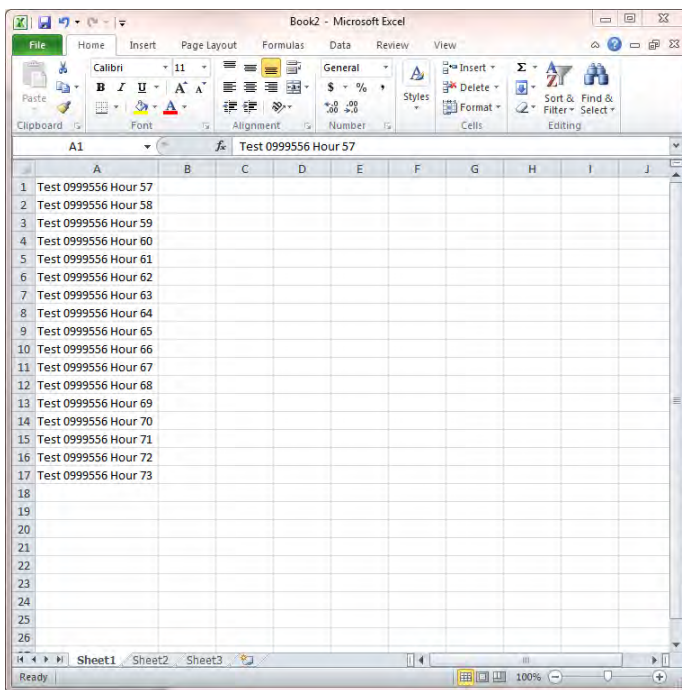 Book2 - Microsoft Excel
File Home Insert Page Layout Formulas Data Review View
Calibri 11 General Insert Σ
Paste B I U A A $ % , Styles Delete Sort & Find &
A .00 .0 Format Filter Select
Clipboard Font Alignment Number Cells Editing
A1 fx Test 0999556 Hour 57
A B C D E F G H I J
1 Test 0999556 Hour 57
2 Test 0999556 Hour 58
3 Test 0999556 Hour 59
4 Test 0999556 Hour 60
5 Test 0999556 Hour 61
6 Test 0999556 Hour 62
7 Test 0999556 Hour 63
8 Test 0999556 Hour 64
9 Test 0999556 Hour 65
10 Test 0999556 Hour 66
11 Test 0999556 Hour 67
12 Test 0999556 Hour 68
13 Test 0999556 Hour 69
14 Test 0999556 Hour 70
15 Test 0999556 Hour 71
16 Test 0999556 Hour 72
17 Test 0999556 Hour 73
18
19
20
21
22
23
24
25
26
Sheet1 Sheet2 Sheet3
Ready 100%